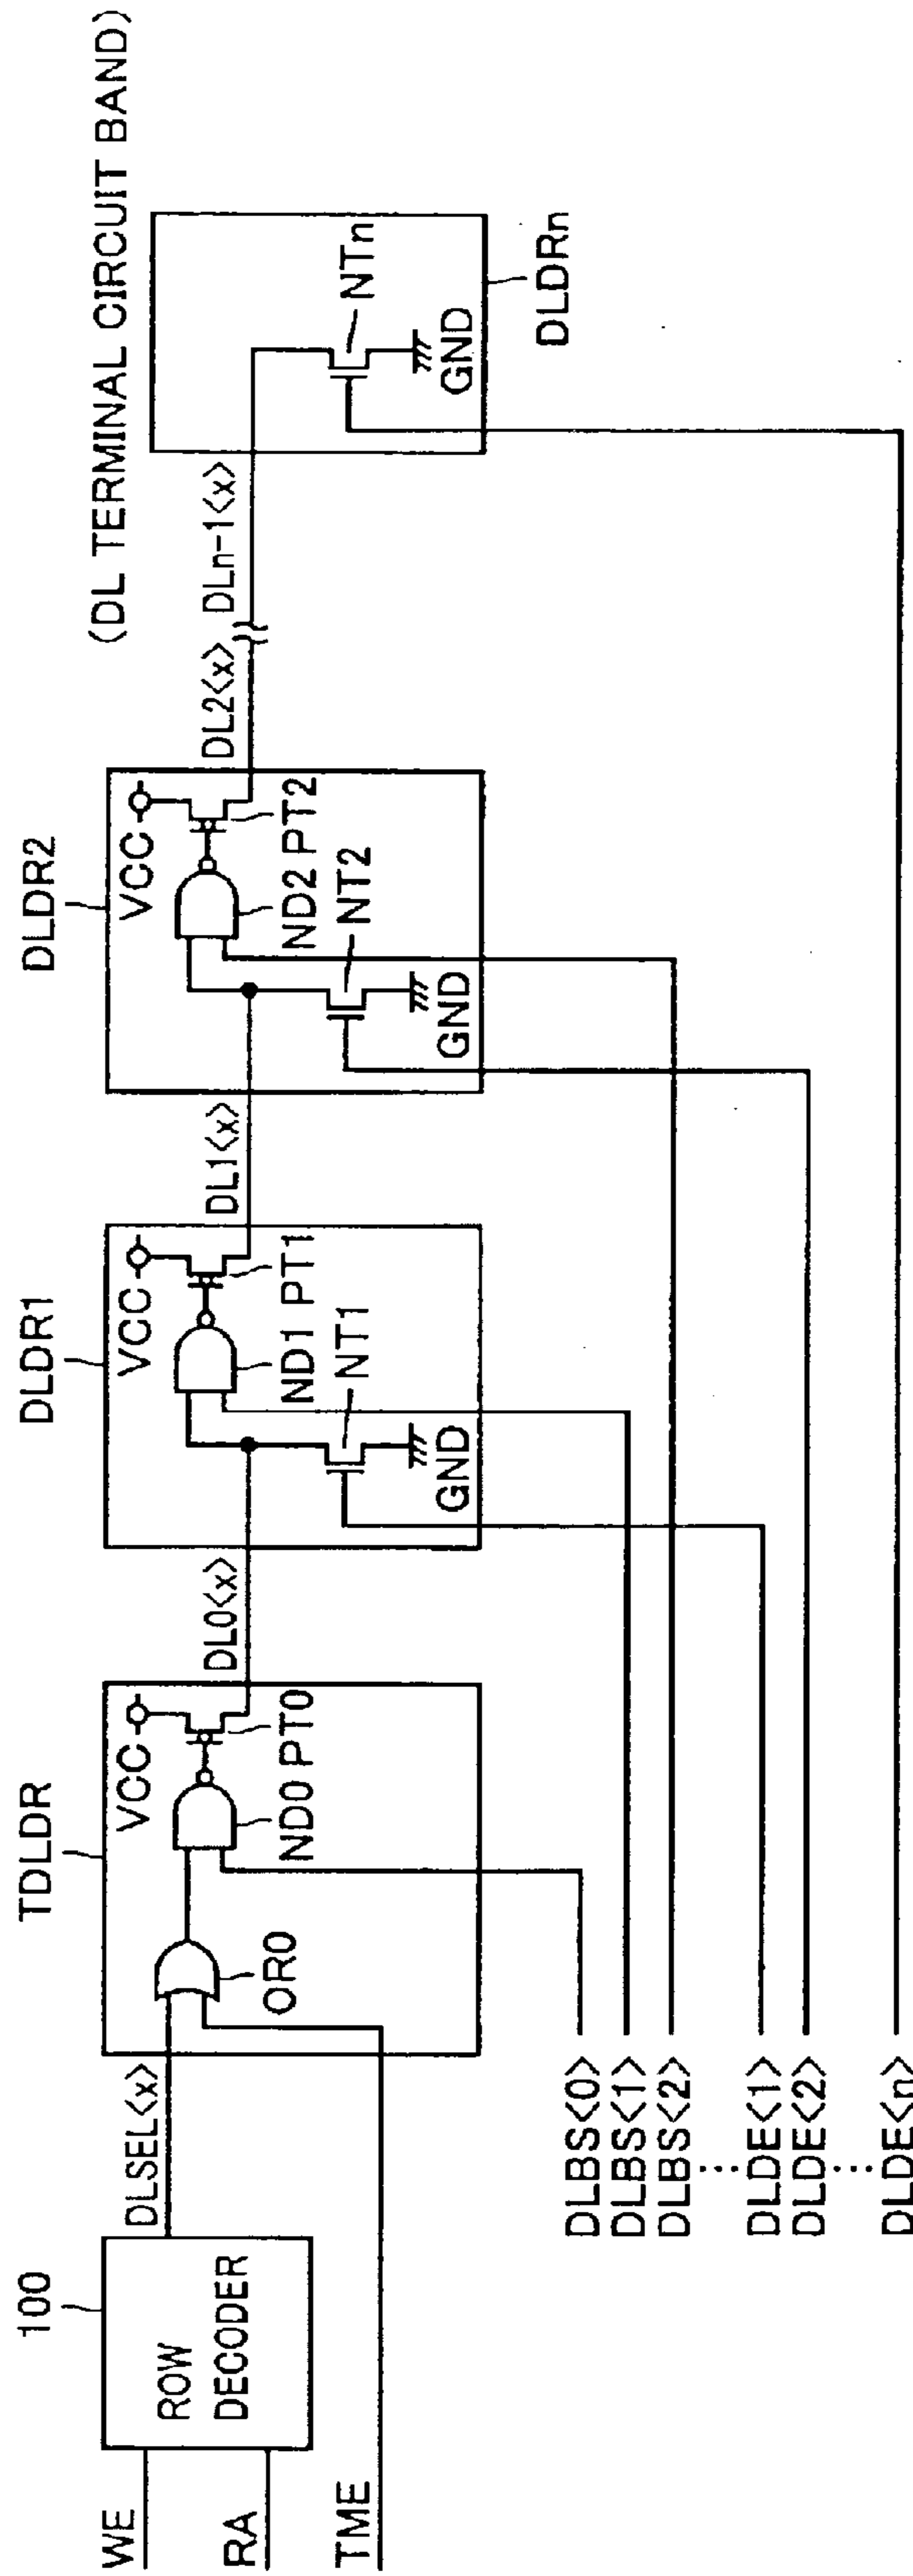 (DL TERMINAL CIRCUIT BAND)
100
TDLDR
DLDR1
DLDR2
WE
RA
TME
ROW
DECODER
DLSEL<x>
OR0
VCC
ND0
PT0
DL0<x>
VCC
ND1
PT1
NT1
GND
DL1<x>
VCC
ND2
PT2
NT2
GND
DL2<x>
DLn-1<x>
NTn
GND
DLDRn
DLBS<0>
DLBS<1>
DLBS<2>
DLDE<1>
DLDE<2>
DLDE<n>